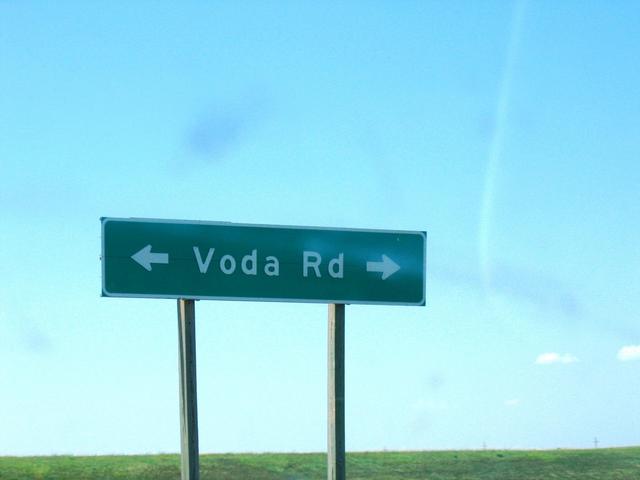 ← Voda Rd →